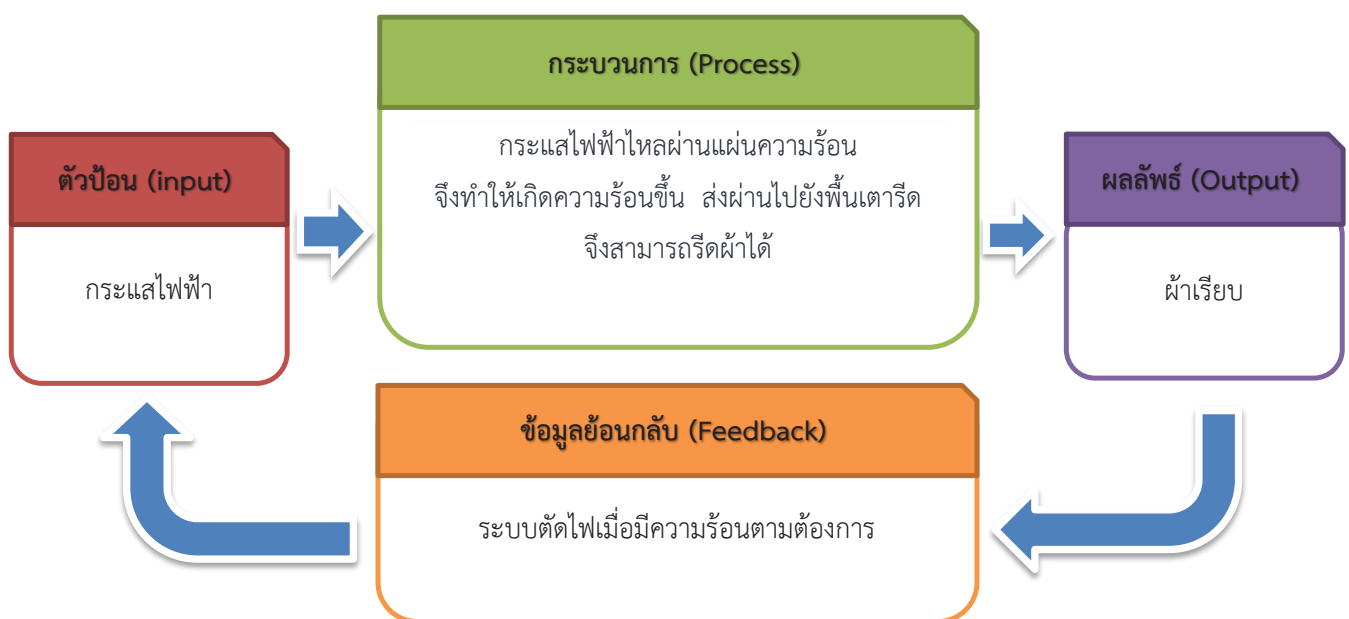 กระบวนการ (Process)
กระแสไฟฟ้าไหลผ่านแผ่นความร้อน
จึงทำให้เกิดความร้อนขึ้น ส่งผ่านไปยังพื้นเตารีด
จึงสามารถรีดผ้าได้
ตัวป้อน (input)
กระแสไฟฟ้า
ผลลัพธ์ (Output)
ผ้าเรียบ
ข้อมูลย้อนกลับ (Feedback)
ระบบตัดไฟเมื่อมีความร้อนตามต้องการ